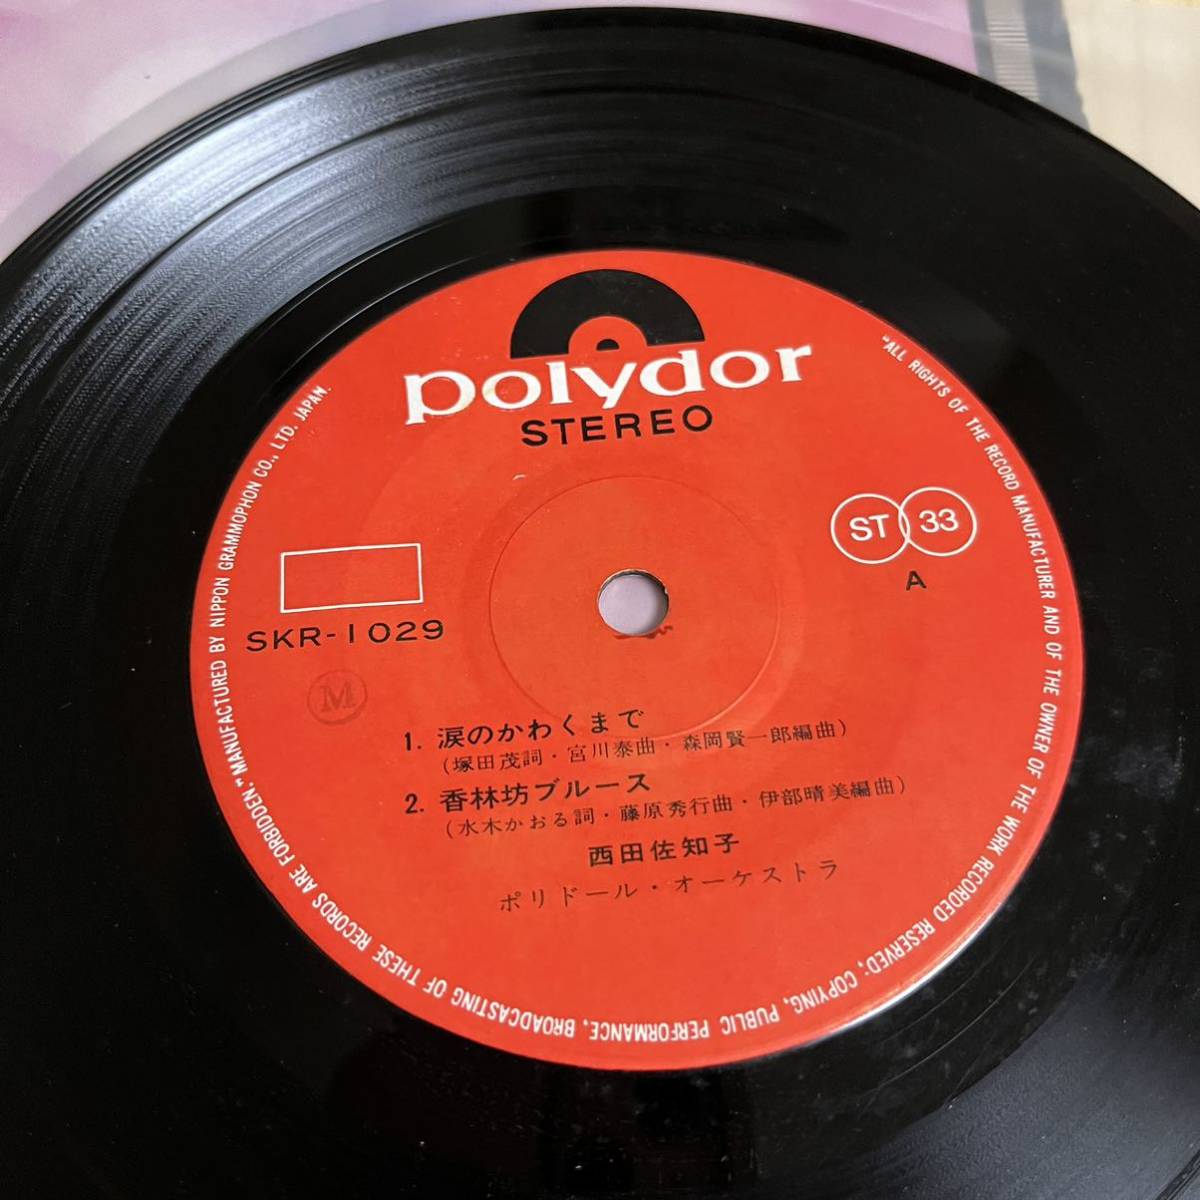 polydor
STEREO
ST 33
A
SKR-1029
M
1. 涙のかわくまで
(塚田茂詞・宮川泰曲・森岡賢一郎編曲)
2. 香林坊ブルース
(水木かおる詞・藤原秀行曲・伊部晴美編曲)
西田佐知子
ポリドール・オーケストラ
"ALL RIGHTS OF THE RECORD MANUFACTURER AND OF THE OWNER OF THE WORK RECORDED RESERVED; COPYING, PUBLIC PERFORMANCE, BROADCASTING OF THESE RECORDS ARE FORBIDDEN." MANUFACTURED BY NIPPON GRAMMOPHON CO., LTD. JAPAN.